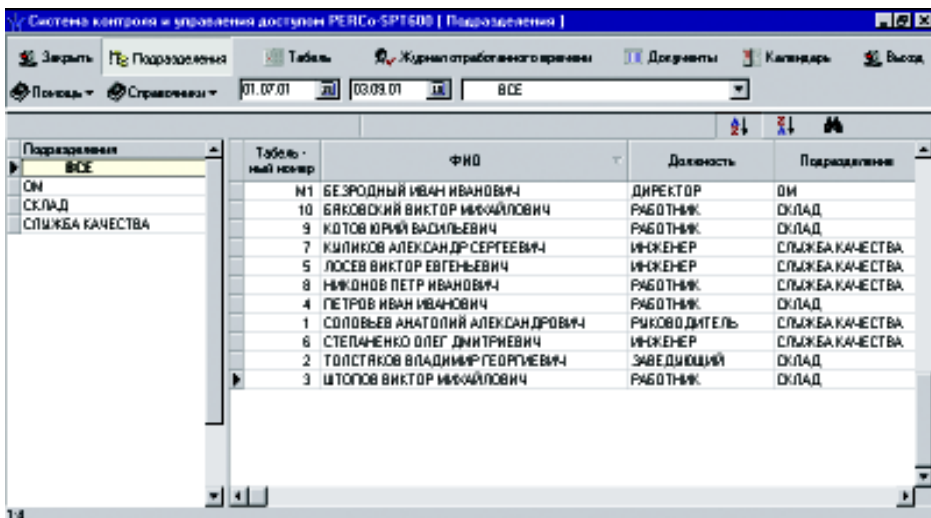 Система контроля и управления доступом PERCo-SPT600 [ Подразделения ]
Закрыть Подразделения Табель Журнал отработанного времени Документы Календарь Выход
Помощь Справочники 01.07.01 03.09.01 ВСЕ
Подразделения
ВСЕ
ОМ
СКЛАД
СЛУЖБА КАЧЕСТВА
Табель - ный номер ФИО Должность Подразделение
М1 БЕЗРОДНЫЙ ИВАН ИВАНОВИЧ ДИРЕКТОР ОМ
10 БЯКОВСКИЙ ВИКТОР МИХАЙЛОВИЧ РАБОТНИК СКЛАД
9 КОТОВ ЮРИЙ ВАСИЛЬЕВИЧ РАБОТНИК СКЛАД
7 КУЛИКОВ АЛЕКСАНДР СЕРГЕЕВИЧ ИНЖЕНЕР СЛУЖБА КАЧЕСТВА
5 ЛОСЕВ ВИКТОР ЕВГЕНЬЕВИЧ ИНЖЕНЕР СЛУЖБА КАЧЕСТВА
8 НИКОНОВ ПЕТР ИВАНОВИЧ РАБОТНИК СЛУЖБА КАЧЕСТВА
4 ПЕТРОВ ИВАН ИВАНОВИЧ РАБОТНИК СКЛАД
1 СОЛОВЬЕВ АНАТОЛИЙ АЛЕКСАНДРОВИЧ РУКОВОДИТЕЛЬ СЛУЖБА КАЧЕСТВА
6 СТЕПАНЕНКО ОЛЕГ ДМИТРИЕВИЧ ИНЖЕНЕР СЛУЖБА КАЧЕСТВА
2 ТОЛСТЯКОВ ВЛАДИМИР ГЕОРГИЕВИЧ ЗАВЕДУЮЩИЙ СКЛАД
3 ШТОПОВ ВИКТОР МИХАЙЛОВИЧ РАБОТНИК СКЛАД
1:4